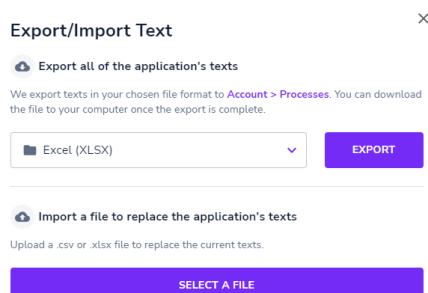 Export/Import Text
Export all of the application's texts
We export texts in your chosen file format to Account > Processes. You can download
the file to your computer once the export is complete.
Excel (XLSX)
EXPORT
Import a file to replace the application's texts
Upload a .csv or .xlsx file to replace the current texts.
SELECT A FILE